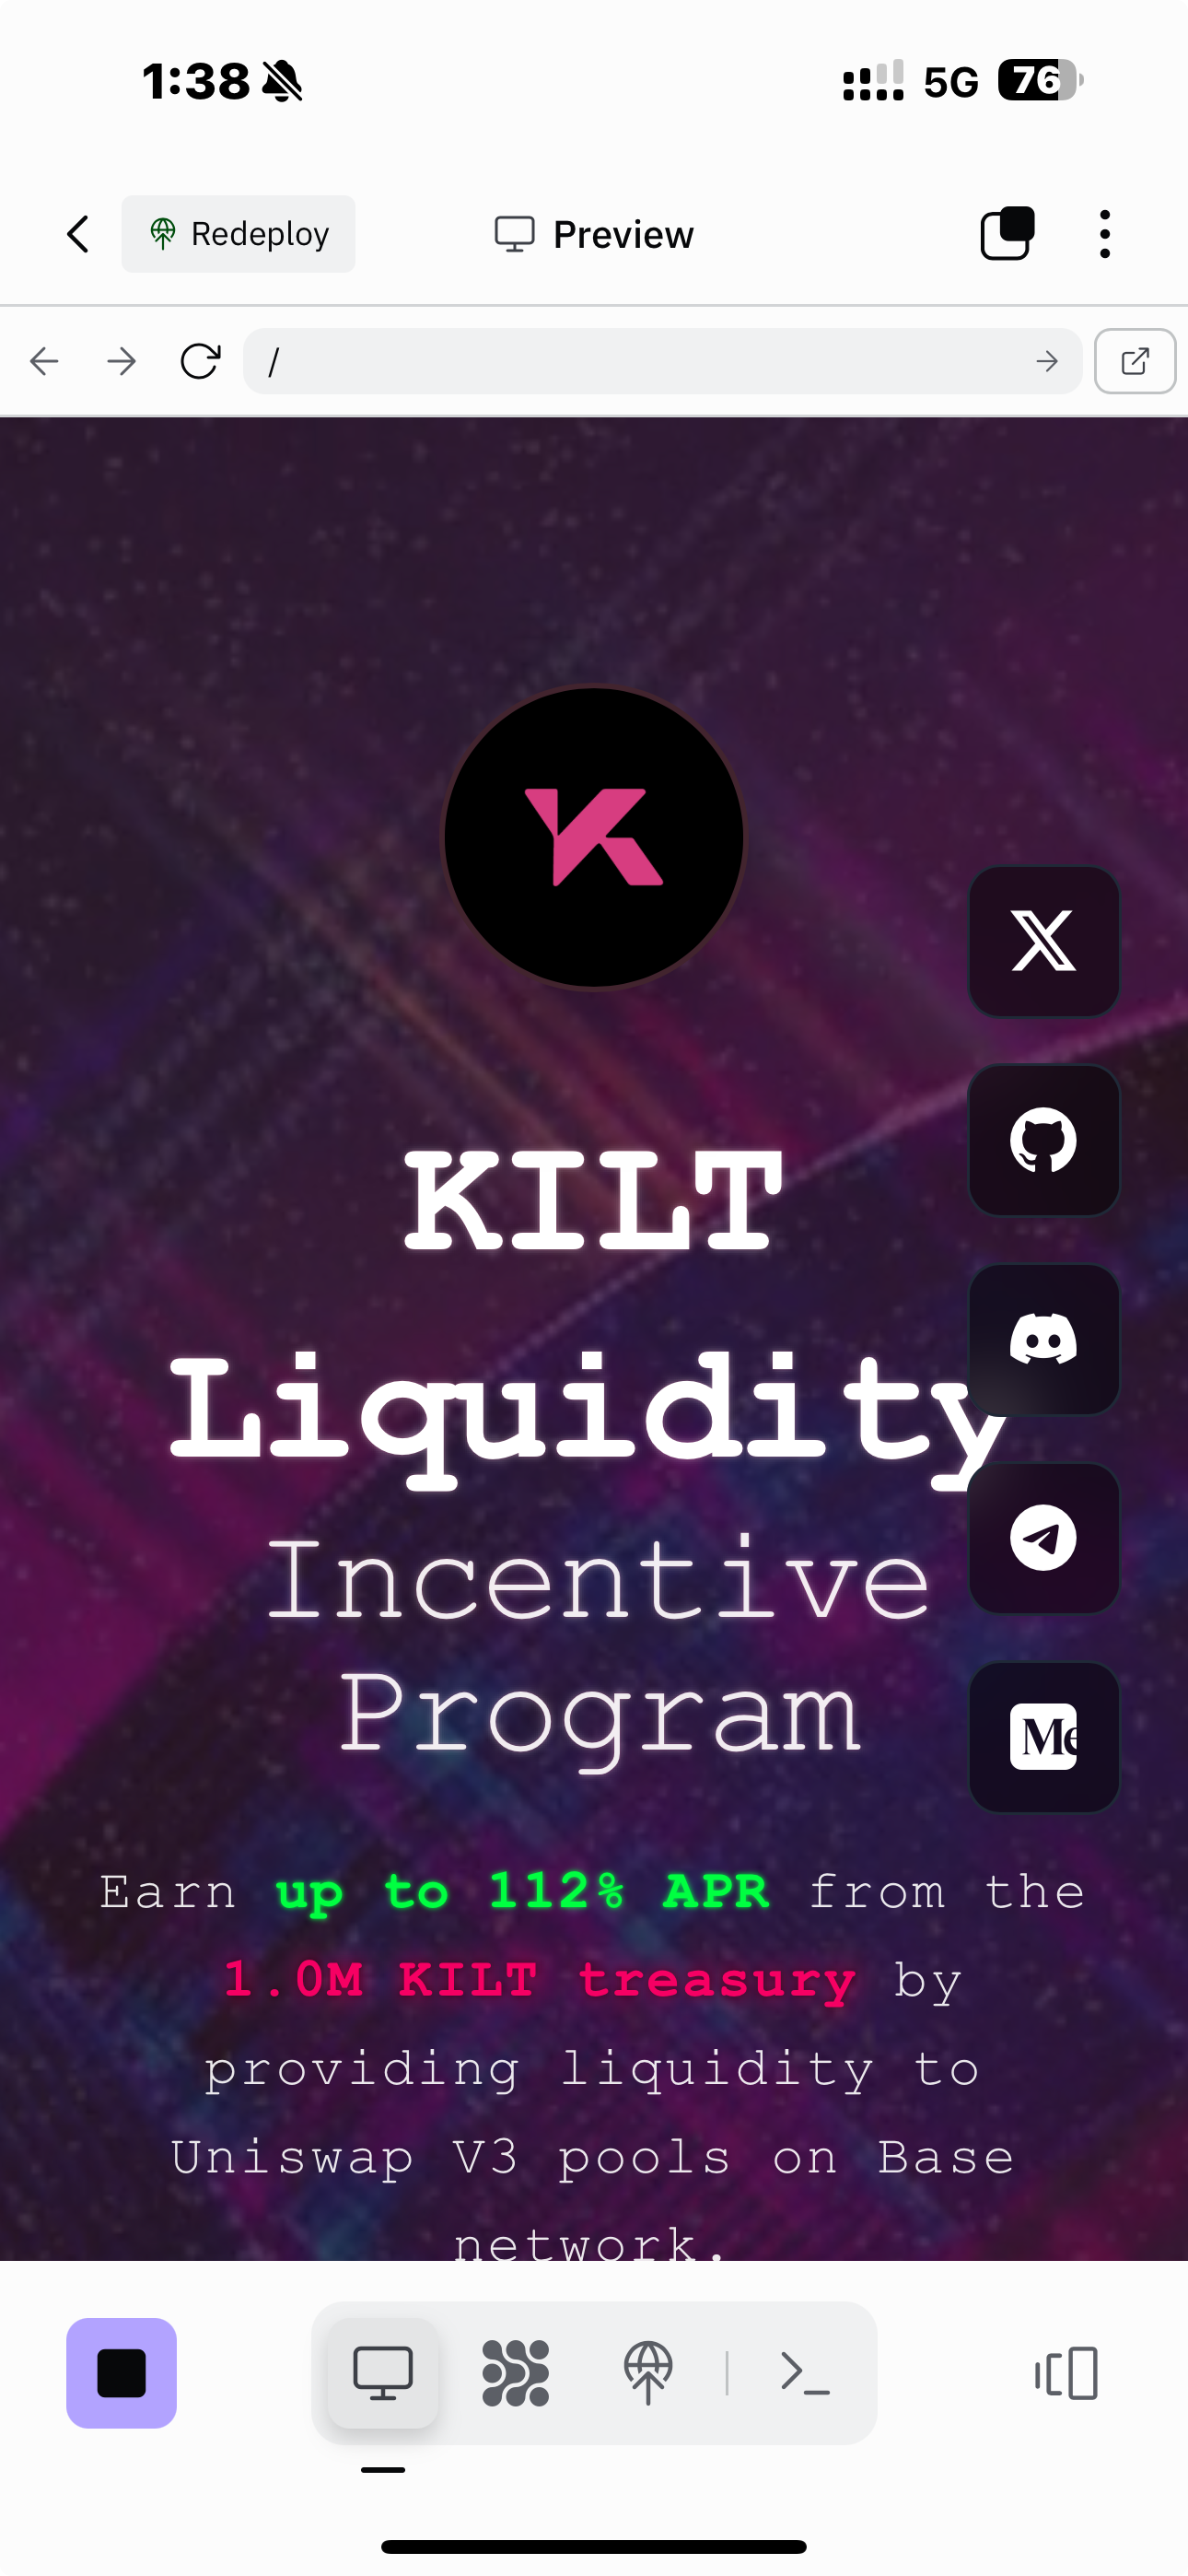 1:38
5G
76
Redeploy
Preview
/
KILT
Liquidity
Incentive
Program
Me
Earn up to 112% APR from the
1.0M KILT treasury by
providing liquidity to
Uniswap V3 pools on Base
network.